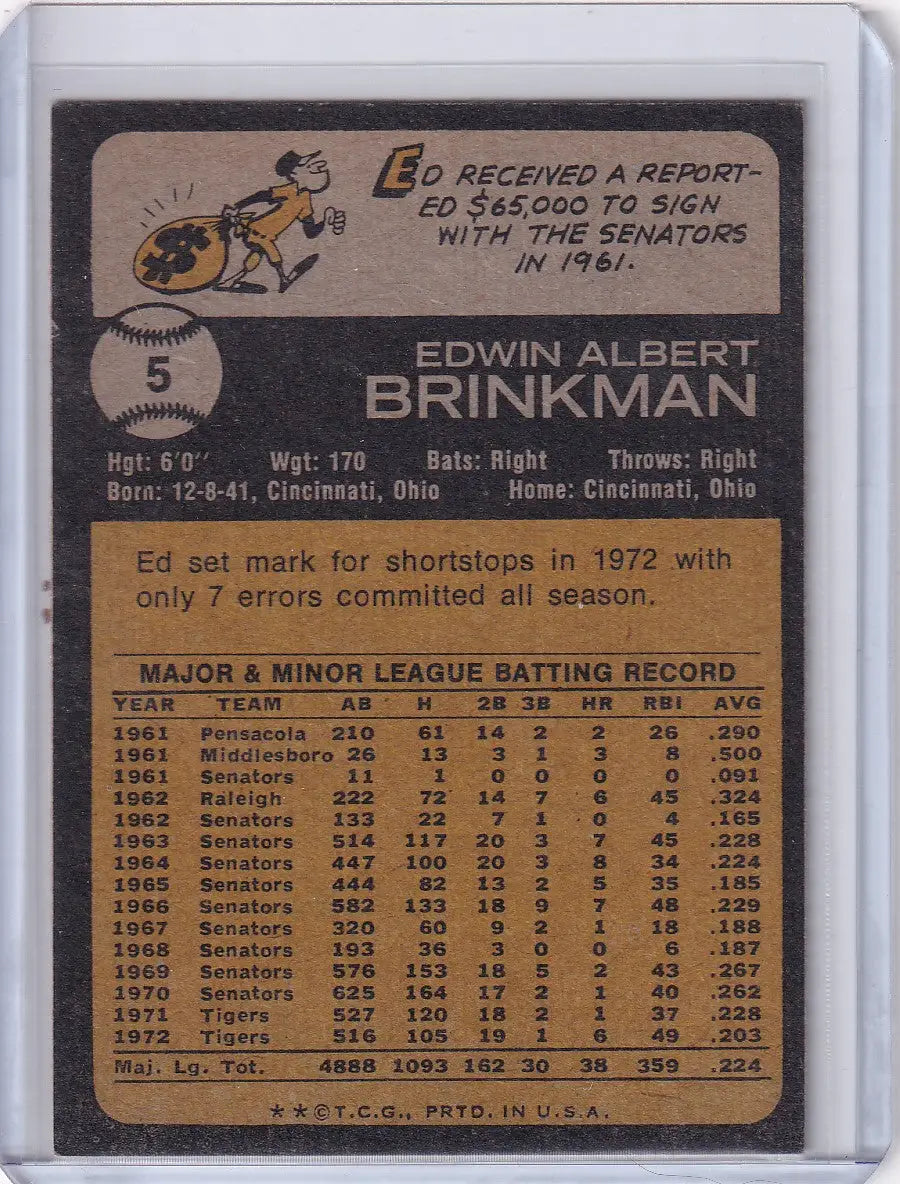 ED RECEIVED A REPORT-
ED $65,000 TO SIGN
WITH THE SENATORS
IN 1961.
$
5
EDWIN ALBERT
BRINKMAN
Hgt: 6'0" Wgt: 170 Bats: Right Throws: Right
Born: 12-8-41, Cincinnati, Ohio Home: Cincinnati, Ohio
Ed set mark for shortstops in 1972 with
only 7 errors committed all season.
MAJOR & MINOR LEAGUE BATTING RECORD
YEAR TEAM AB H 2B 3B HR RBI AVG
1961 Pensacola 210 61 14 2 2 26 .290
1961 Middlesboro 26 13 3 1 3 8 .500
1961 Senators 11 1 0 0 0 0 .091
1962 Raleigh 222 72 14 7 6 45 .324
1962 Senators 133 22 7 1 0 4 .165
1963 Senators 514 117 20 3 7 45 .228
1964 Senators 447 100 20 3 8 34 .224
1965 Senators 444 82 13 2 5 35 .185
1966 Senators 582 133 18 9 7 48 .229
1967 Senators 320 60 9 2 1 18 .188
1968 Senators 193 36 3 0 0 6 .187
1969 Senators 576 153 18 5 2 43 .267
1970 Senators 625 164 17 2 1 40 .262
1971 Tigers 527 120 18 2 1 37 .228
1972 Tigers 516 105 19 1 6 49 .203
Maj. Lg. Tot. 4888 1093 162 30 38 359 .224
**©T.C.G., PRTD. IN U.S.A.